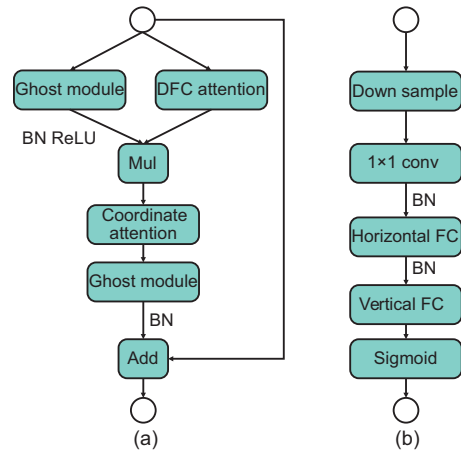 Ghost module
DFC attention
BN ReLU
Mul
Coordinate
attention
Ghost module
BN
Add
(a)
Down sample
1×1 conv
BN
Horizontal FC
BN
Vertical FC
Sigmoid
(b)